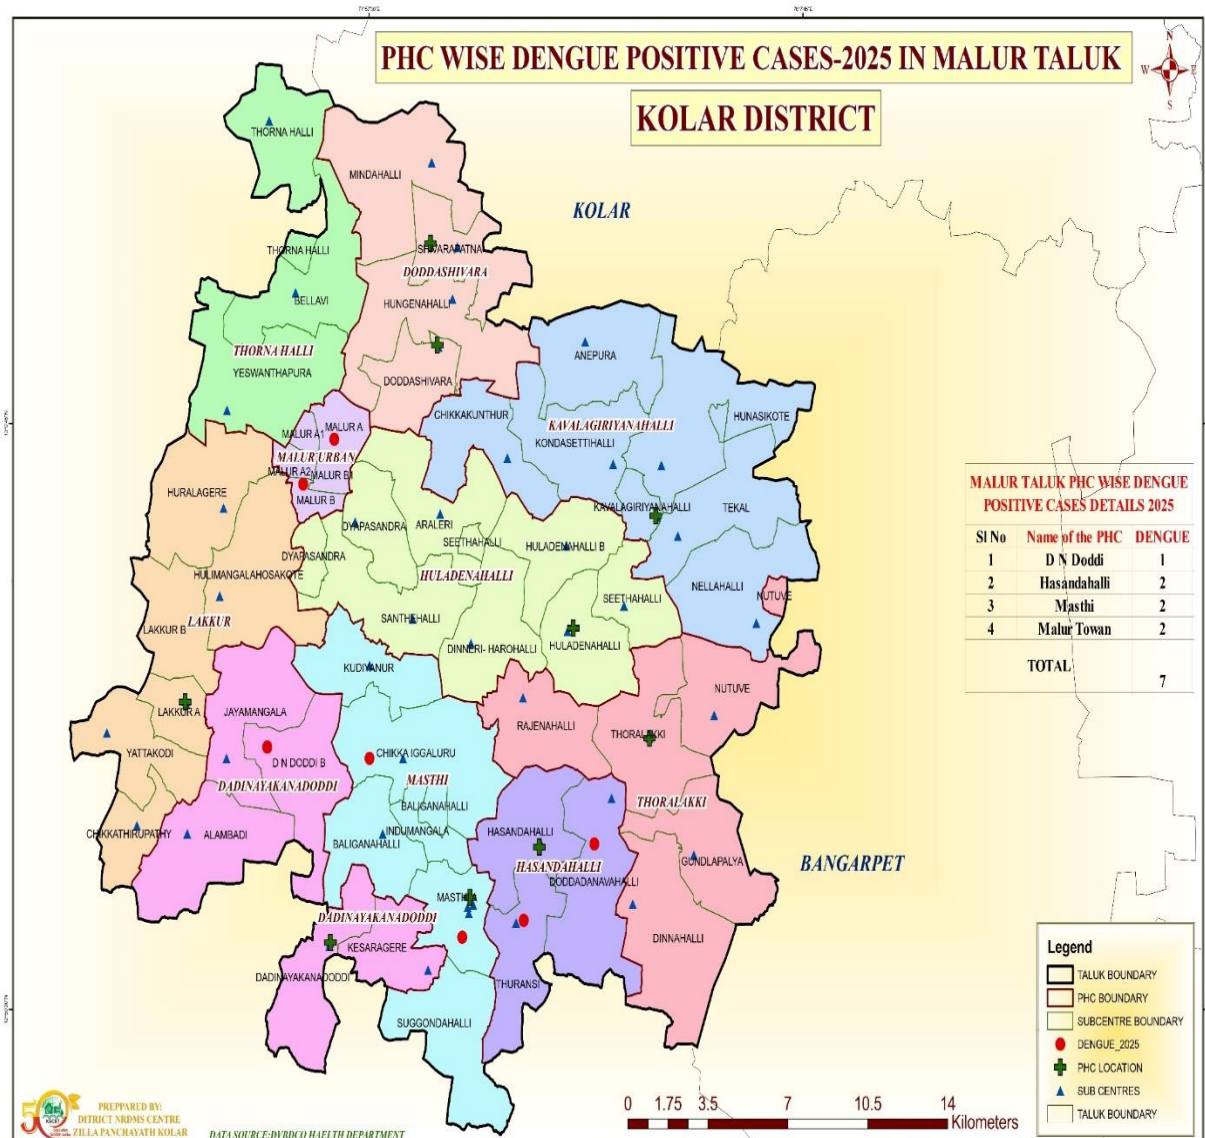 77°57'30"E
78°7'45"E
PHC WISE DENGUE POSITIVE CASES-2025 IN MALUR TALUK
KOLAR DISTRICT
N
W E
S
THORNA HALLI
MINDAHALLI
KOLAR
THORNA HALLI
SHIVARAPATNA
DODDASHIVARA
BELLAVI
HUNGENAHALLI
THORNA HALLI
YESWANTHAPURA
DODDASHIVARA
ANEPURA
CHIKKAKUNTHUR
HUNASIKOTE
KAVALAGIRIYANAHALLI
KONDASETTIHALLI
MALUR A1
MALUR A
MALUR URBAN
MALUR A2
MALUR B1
MALUR B
HURALAGERE
KAVALAGIRIYANAHALLI
TEKAL
DYAPASANDRA
ARALERI
SEETHAHALLI
HULADENAHALLI B
DYAPASANDRA
HULIMANGALAHOSAKOTE
HULADENAHALLI
NELLAHALLI
NUTUVE
SEETHAHALLI
LAKKUR B
LAKKUR
SANTHEHALLI
DINNERI- HAROHALLI
HULADENAHALLI
KUDIYANUR
NUTUVE
LAKKUR A
JAYAMANGALA
RAJENAHALLI
THORALAKKI
YATTAKODI
D N DODDI B
CHIKKA IGGALURU
DADINAYAKANADODDI
MASTHI
BALIGANAHALLI
THORALAKKI
CHIKKATHIRUPATHY
ALAMBADI
INDUMANGALA
BALIGANAHALLI
HASANDAHALLI
HASANDAHALLI
GUNDLAPALYA
BANGARPET
DODDADANAVAHALLI
MASTHI A
DADINAYAKANADODDI
KESARAGERE
DINNAHALLI
DADINAYAKANADODDI
THURANSI
SUGGONDAHALLI
MALUR TALUK PHC WISE DENGUE
POSITIVE CASES DETAILS 2025
Sl No Name of the PHC DENGUE
1 D N Doddi 1
2 Hasandahalli 2
3 Masthi 2
4 Malur Towan 2
TOTAL
7
Legend
TALUK BOUNDARY
PHC BOUNDARY
SUBCENTRE BOUNDARY
DENGUE_2025
PHC LOCATION
SUB CENTRES
TALUK BOUNDARY
0 1.75 3.5 7 10.5 14
Kilometers
PREPPARED BY:
DITRICT NRDMS CENTRE
ZILLA PANCHAYATH KOLAR
DATA SOURCE:DVBDCO HAELTH DEPARTMENT